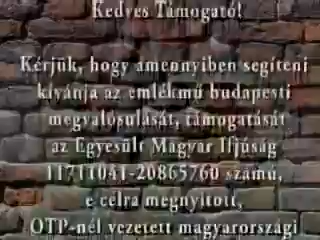 Kedves Támogató!
Kérjük, hogy amennyiben segíteni
kívánja az emlékmű budapesti
megvalósulását, támogatását
az Egyesült Magyar Ifjúság
11711041-20865760 számú,
e célra megnyitott,
OTP-nél vezetett magyarországi